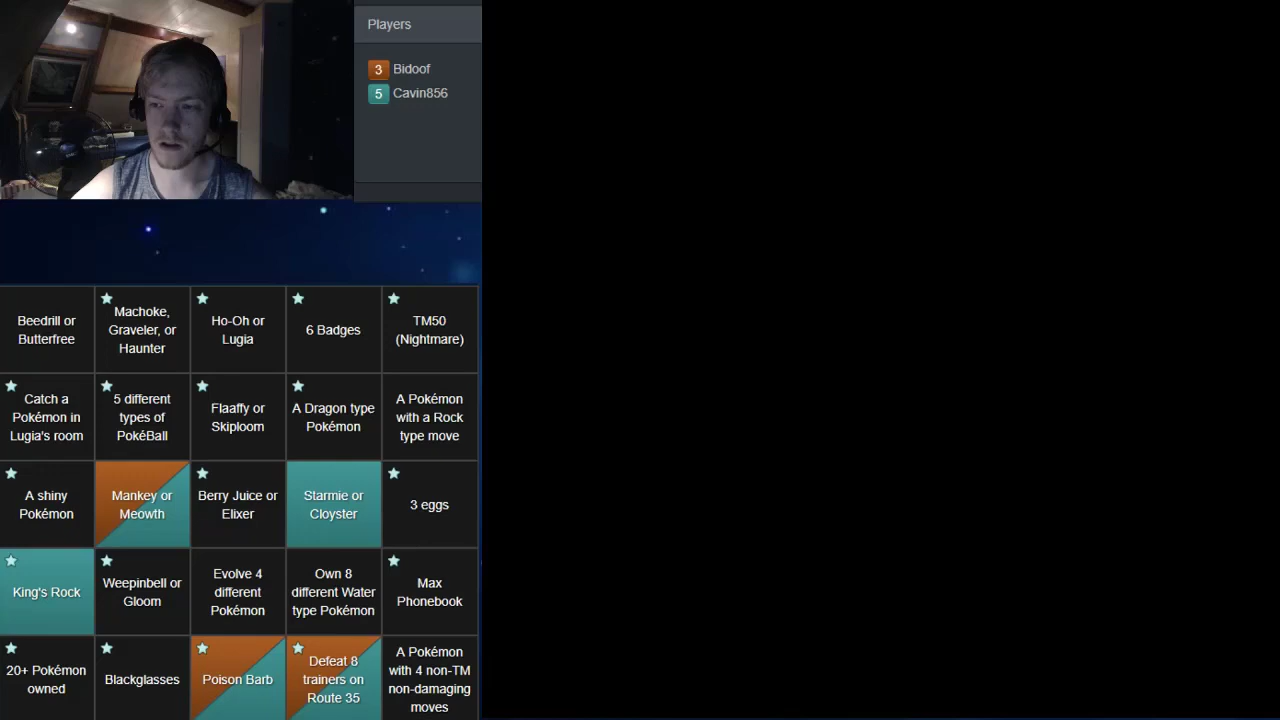 Players
3 Bidoof
5 Cavin856
Beedrill or
Butterfree
Machoke,
Graveler, or
Haunter
Ho-Oh or
Lugia
6 Badges
TM50
(Nightmare)
Catch a
Pokémon in
Lugia's room
5 different
types of
PokéBall
Flaaffy or
Skiploom
A Dragon type
Pokémon
A Pokémon
with a Rock
type move
A shiny
Pokémon
Mankey or
Meowth
Berry Juice or
Elixer
Starmie or
Cloyster
3 eggs
King's Rock
Weepinbell or
Gloom
Evolve 4
different
Pokémon
Own 8
different Water
type Pokémon
Max
Phonebook
20+ Pokémon
owned
Blackglasses
Poison Barb
Defeat 8
trainers on
Route 35
A Pokémon
with 4 non-TM
non-damaging
moves